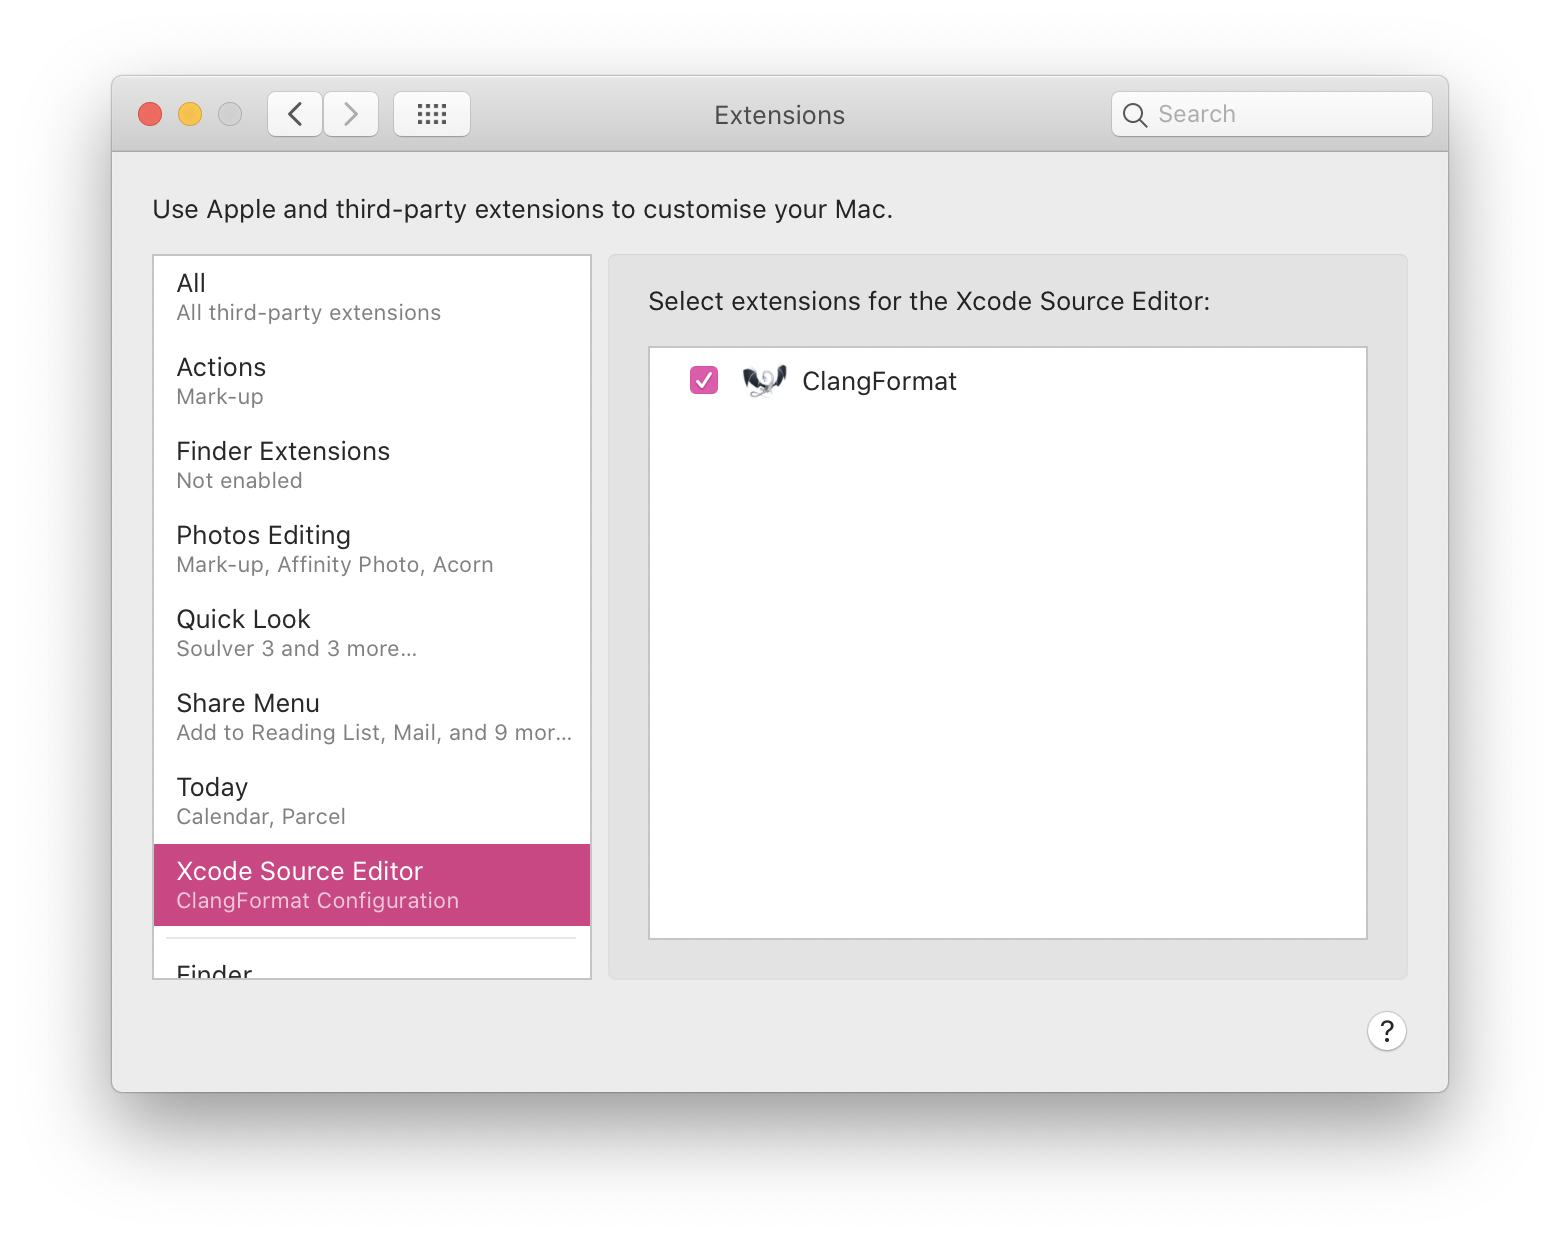 Extensions
Search
Use Apple and third-party extensions to customise your Mac.
All
All third-party extensions
Actions
Mark-up
Finder Extensions
Not enabled
Photos Editing
Mark-up, Affinity Photo, Acorn
Quick Look
Soulver 3 and 3 more...
Share Menu
Add to Reading List, Mail, and 9 mor...
Today
Calendar, Parcel
Xcode Source Editor
ClangFormat Configuration
Finder
Select extensions for the Xcode Source Editor:
ClangFormat
?